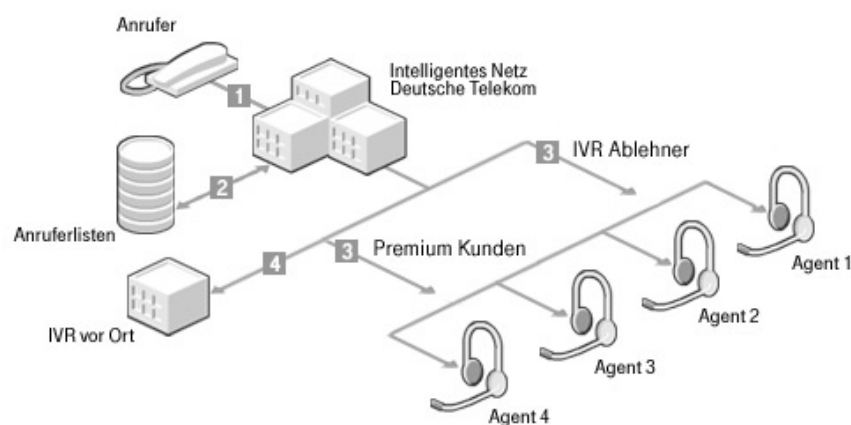 Anrufer
Intelligentes Netz
Deutsche Telekom
1
3 IVR Ablehner
2
Anruferlisten
3 Premium Kunden
4
Agent 1
IVR vor Ort
Agent 2
Agent 3
Agent 4